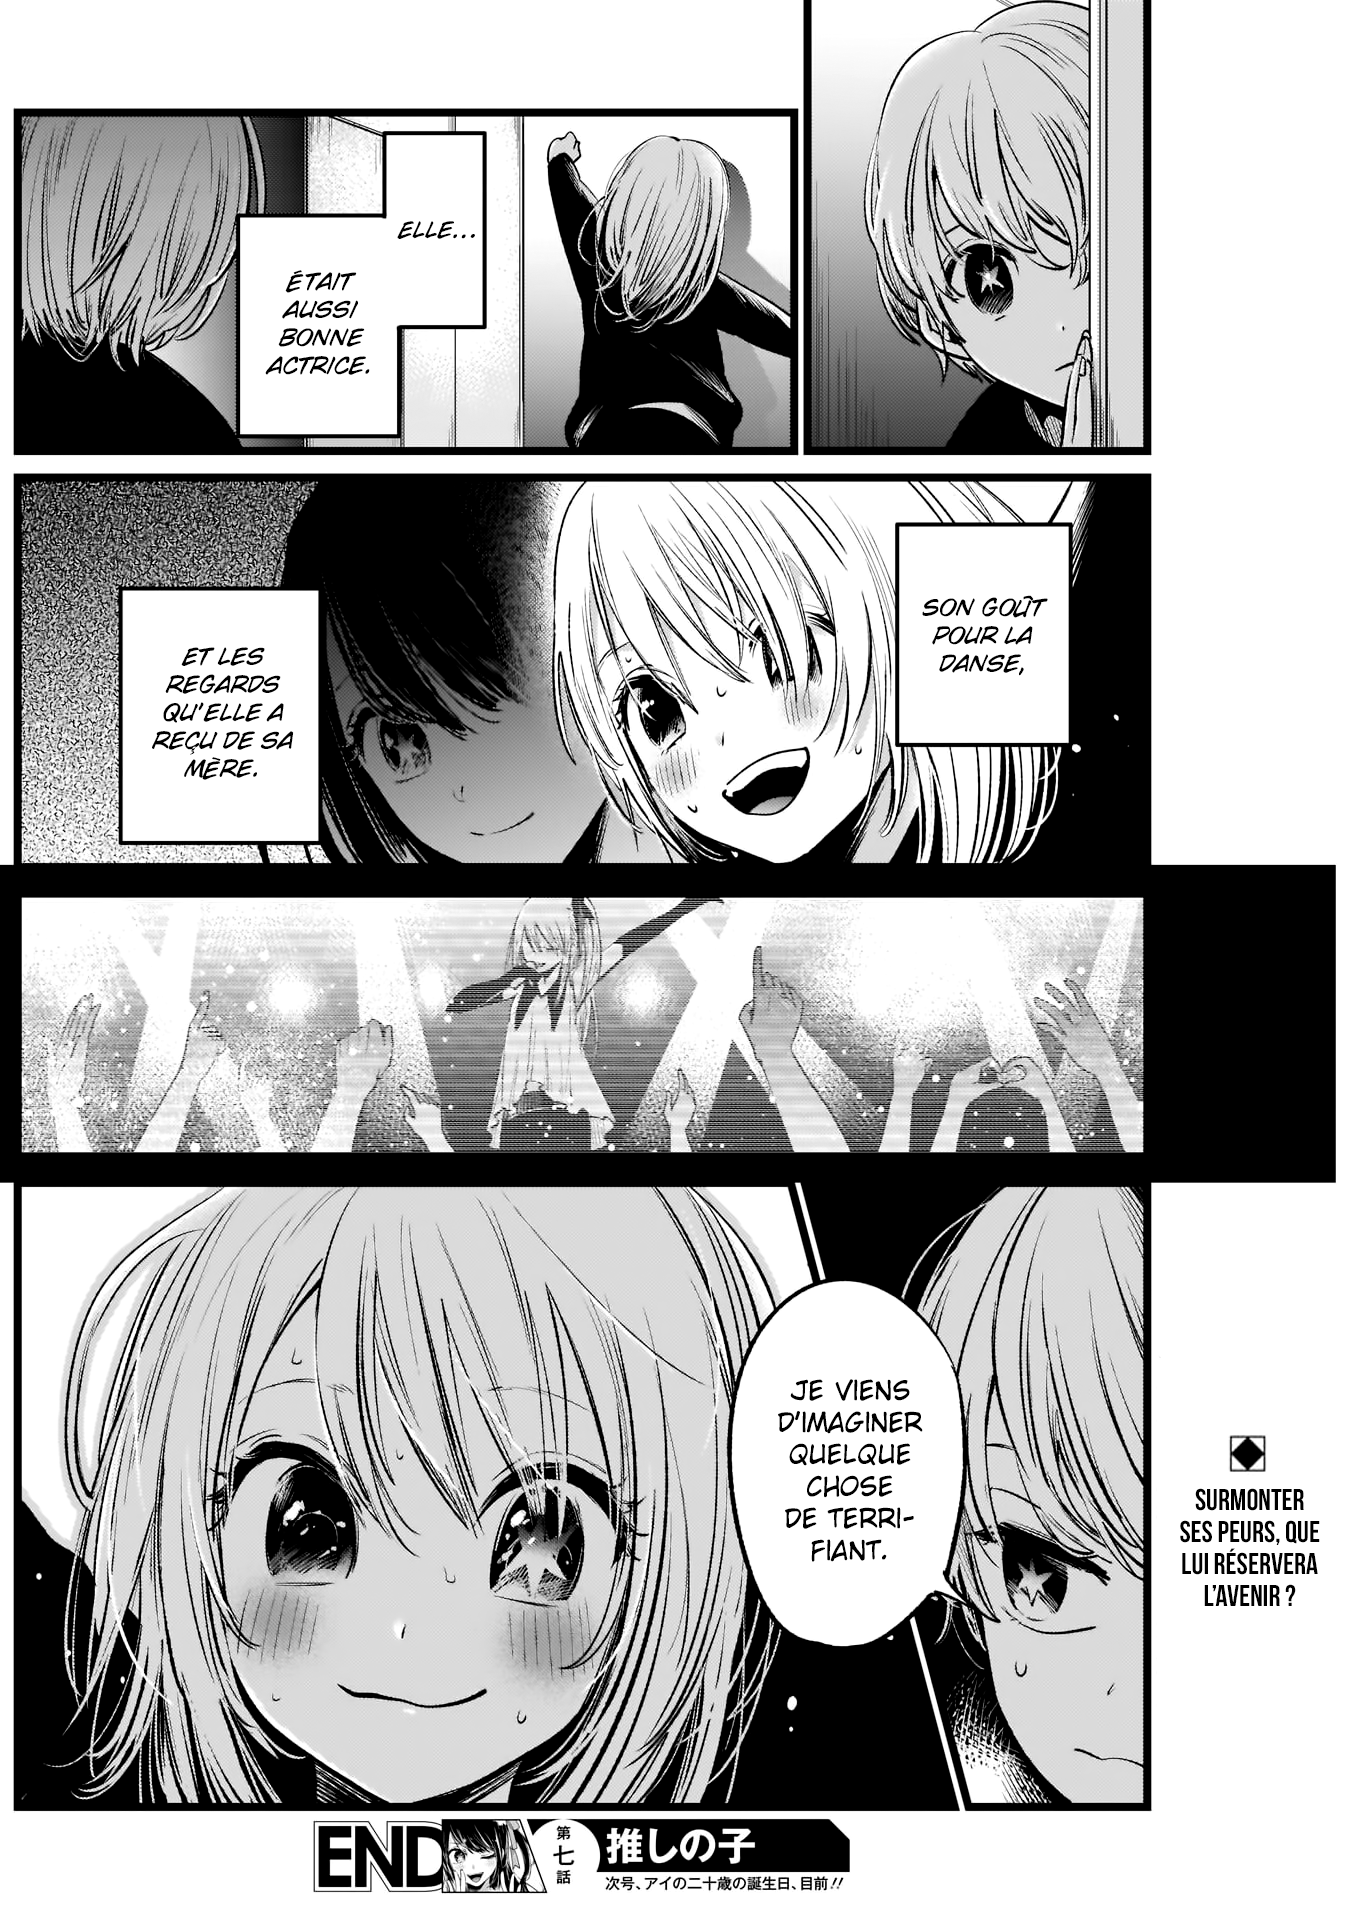 ELLE...
ÉTAIT
AUSSI
BONNE
ACTRICE.
SON GOÛT
POUR LA
DANSE,
ET LES
REGARDS
QU'ELLE A
REÇU DE SA
MÈRE.
JE VIENS
D'IMAGINER
QUELQUE
CHOSE
DE TERRI-
FIANT.
SURMONTER
SES PEURS, QUE
LUI RÉSERVERA
L'AVENIR ?
END
第七話
推しの子
次号、アイの二十歳の誕生日、目前!!